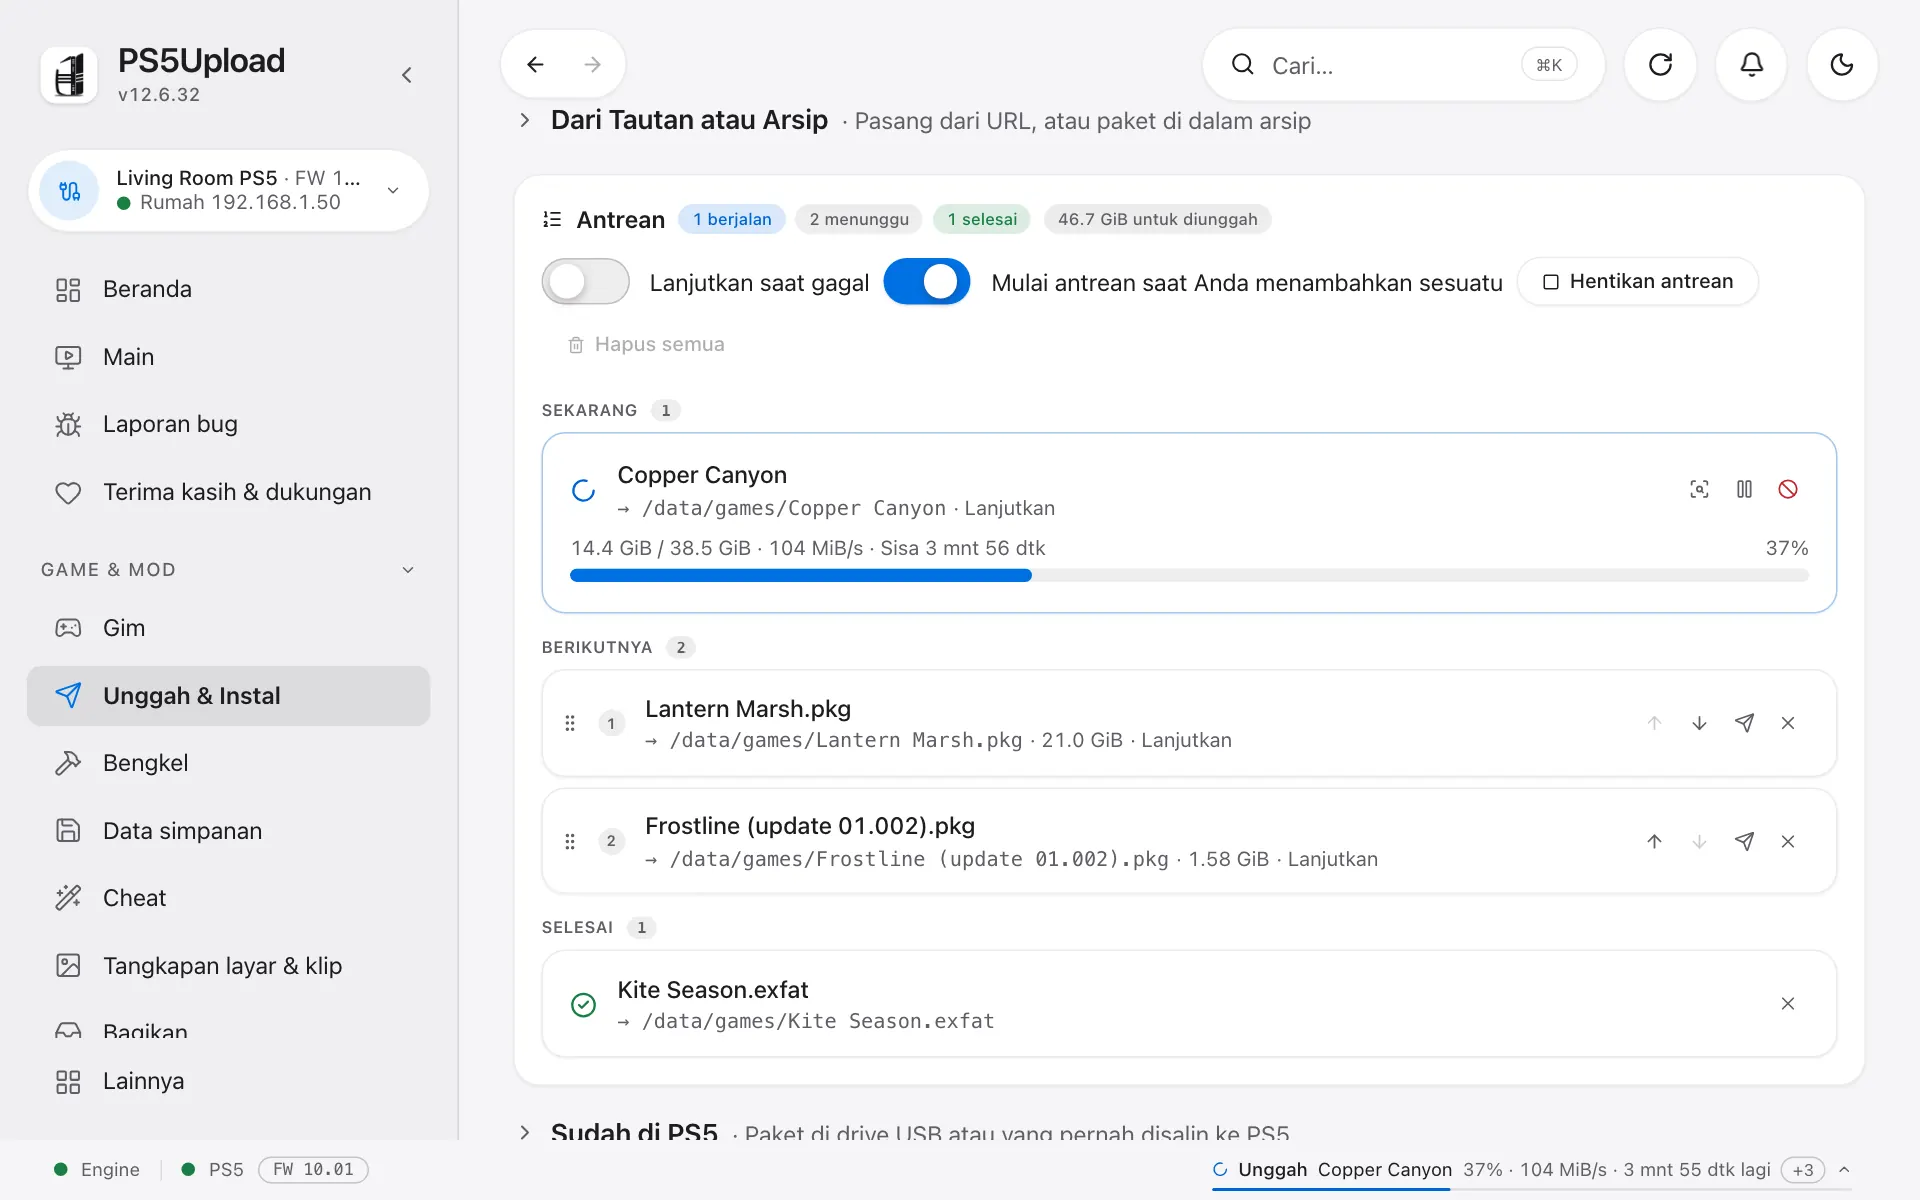 PS5Upload
v12.6.32
Living Room PS5 · FW 1...
Rumah 192.168.1.50
Beranda
Main
Laporan bug
Terima kasih & dukungan
GAME & MOD
Gim
Unggah & Instal
Bengkel
Data simpanan
Cheat
Tangkapan layar & klip
Bagikan
Lainnya
Cari...
⌘K
Dari Tautan atau Arsip · Pasang dari URL, atau paket di dalam arsip
Antrean 1 berjalan 2 menunggu 1 selesai 46.7 GiB untuk diunggah
Lanjutkan saat gagal Mulai antrean saat Anda menambahkan sesuatu Hentikan antrean
Hapus semua
SEKARANG 1
Copper Canyon
→ /data/games/Copper Canyon · Lanjutkan
14.4 GiB / 38.5 GiB · 104 MiB/s · Sisa 3 mnt 56 dtk 37%
BERIKUTNYA 2
1 Lantern Marsh.pkg
→ /data/games/Lantern Marsh.pkg · 21.0 GiB · Lanjutkan
2 Frostline (update 01.002).pkg
→ /data/games/Frostline (update 01.002).pkg · 1.58 GiB · Lanjutkan
SELESAI 1
Kite Season.exfat
→ /data/games/Kite Season.exfat
Sudah di PS5 · Paket di drive USB atau yang pernah disalin ke PS5
Engine PS5 FW 10.01
Unggah Copper Canyon 37% · 104 MiB/s · 3 mnt 55 dtk lagi +3